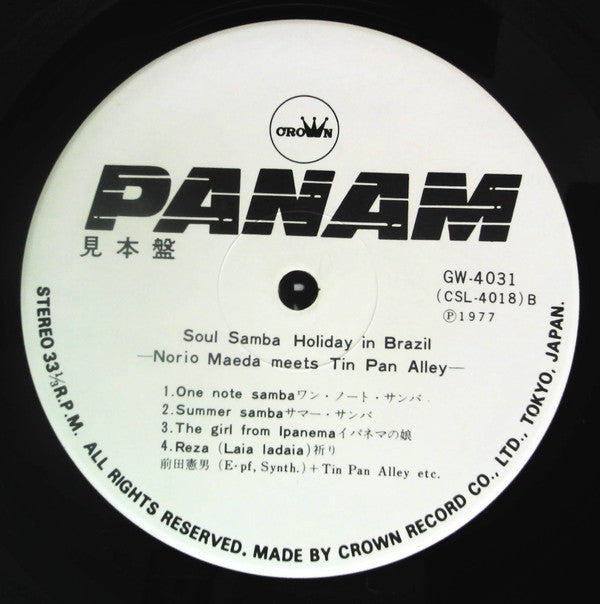 CROWN
PANAM
見本盤
GW-4031
(CSL-4018) B
Ⓟ1977
Soul Samba Holiday in Brazil
—Norio Maeda meets Tin Pan Alley—
1.One note sambaワン・ノート・サンバ
2.Summer sambaサマー・サンバ
3.The girl from Ipanemaイパネマの娘
4.Reza (Laia ladaia)祈り
前田憲男 (E・pf, Synth.)+Tin Pan Alley etc.
STEREO 33⅓ R.P.M. ALL RIGHTS RESERVED. MADE BY CROWN RECORD CO., LTD., TOKYO, JAPAN.